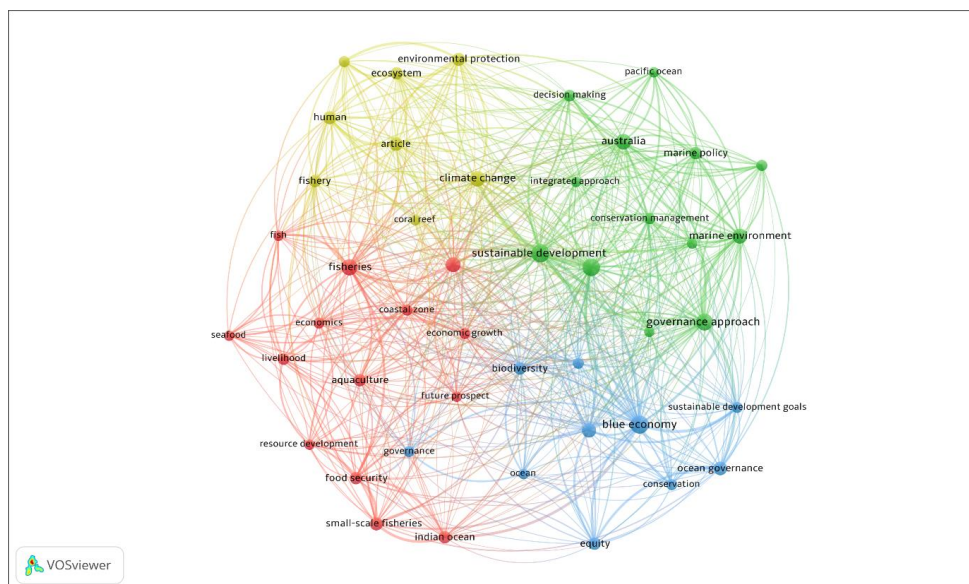 environmental protection
pacific ocean
ecosystem
decision making
human
article
australia
marine policy
fishery
climate change
integrated approach
coral reef
conservation management
fish
marine environment
sustainable development
fisheries
coastal zone
economics
governance approach
seafood
economic growth
livelihood
biodiversity
aquaculture
future prospect
sustainable development goals
blue economy
resource development
governance
ocean
ocean governance
food security
conservation
small-scale fisheries
indian ocean
equity
VOSviewer